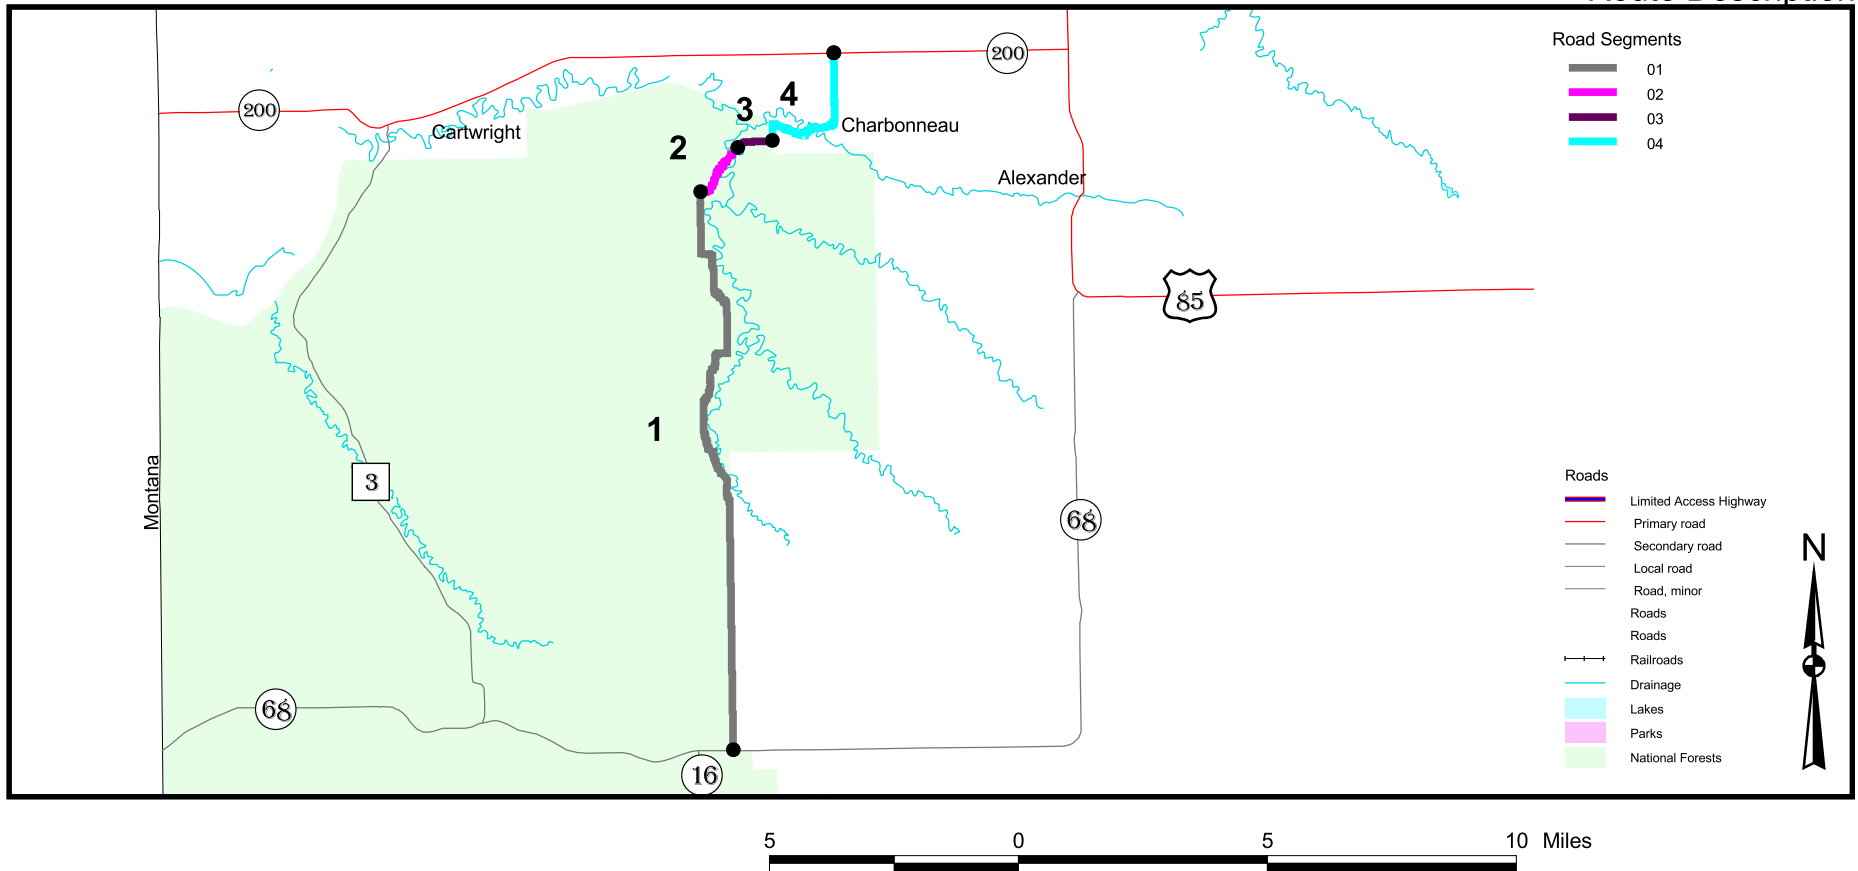 Route Description
Road Segments
01
02
03
04
200
200
4
3
Cartwright
Charbonneau
2
Alexander
85
1
Montana
3
68
68
16
Roads
Limited Access Highway
Primary road
Secondary road
Local road
Road, minor
Roads
Roads
Railroads
Drainage
Lakes
Parks
National Forests
N
5 0 5 10 Miles